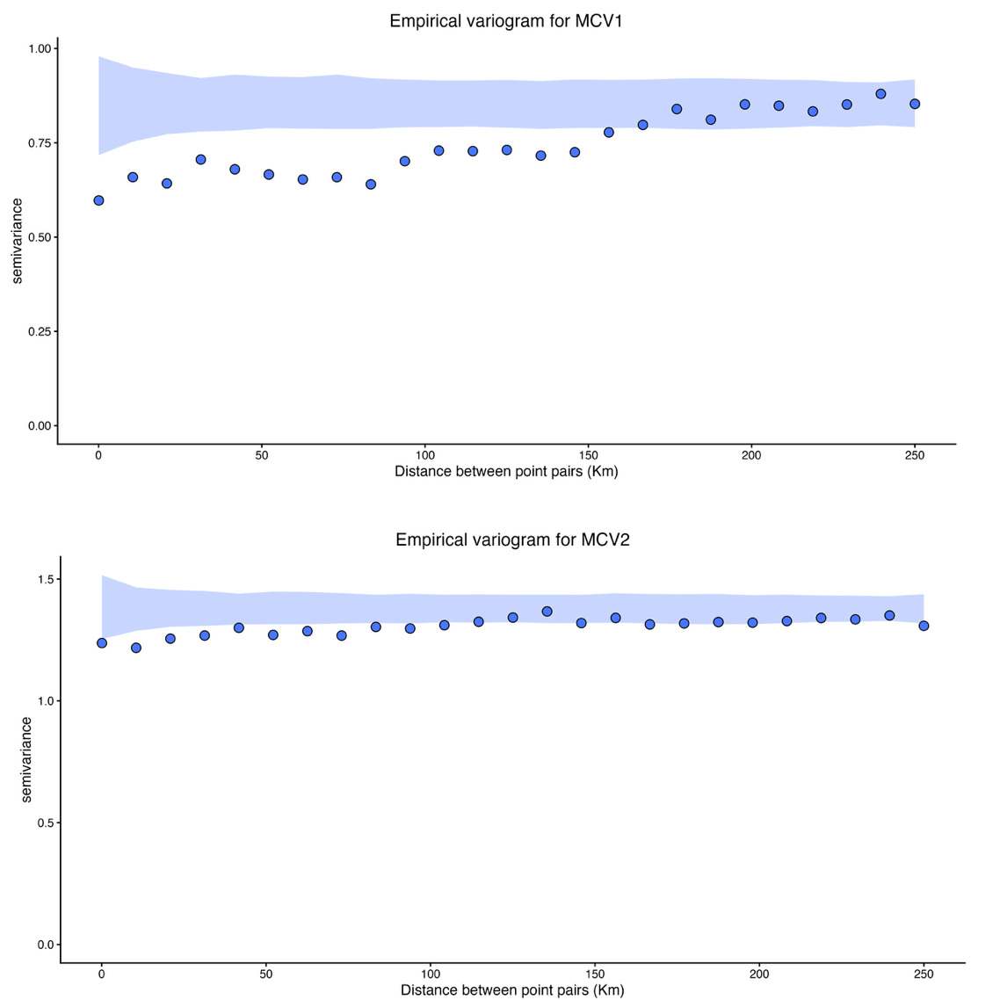 Empirical variogram for MCV1
1.00
0.75
0.50
0.25
0.00
semivariance
0 50 100 150 200 250
Distance between point pairs (Km)
Empirical variogram for MCV2
1.5
1.0
0.5
0.0
semivariance
0 50 100 150 200 250
Distance between point pairs (Km)